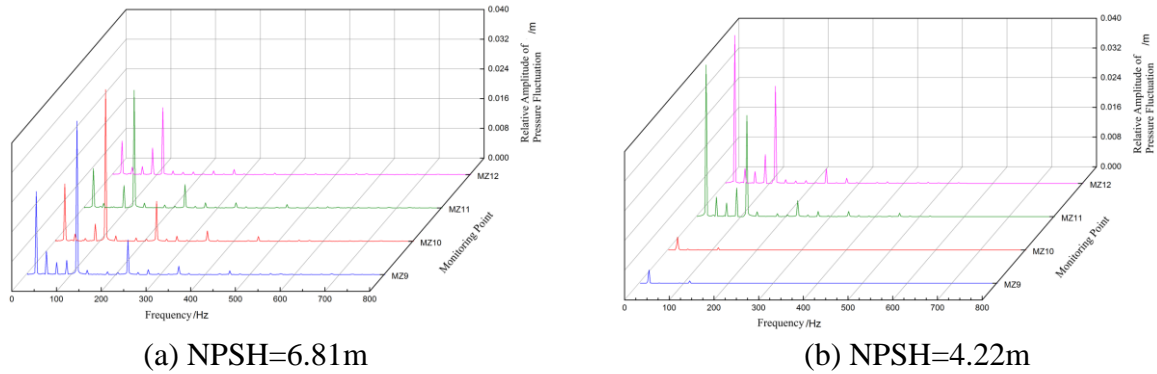 0.040
0.032
0.024
0.016
0.008
0.000
Relative Amplitude of
Pressure Fluctuation /m
MZ12
MZ11
MZ10
MZ9
Monitoring Point
0 100 200 300 400 500 600 700 800
Frequency/Hz
(a) NPSH=6.81m
0.040
0.032
0.024
0.016
0.008
0.000
Relative Amplitude of
Pressure Fluctuation /m
MZ12
MZ11
MZ10
MZ9
Monitoring Point
0 100 200 300 400 500 600 700 800
Frequency/Hz
(b) NPSH=4.22m